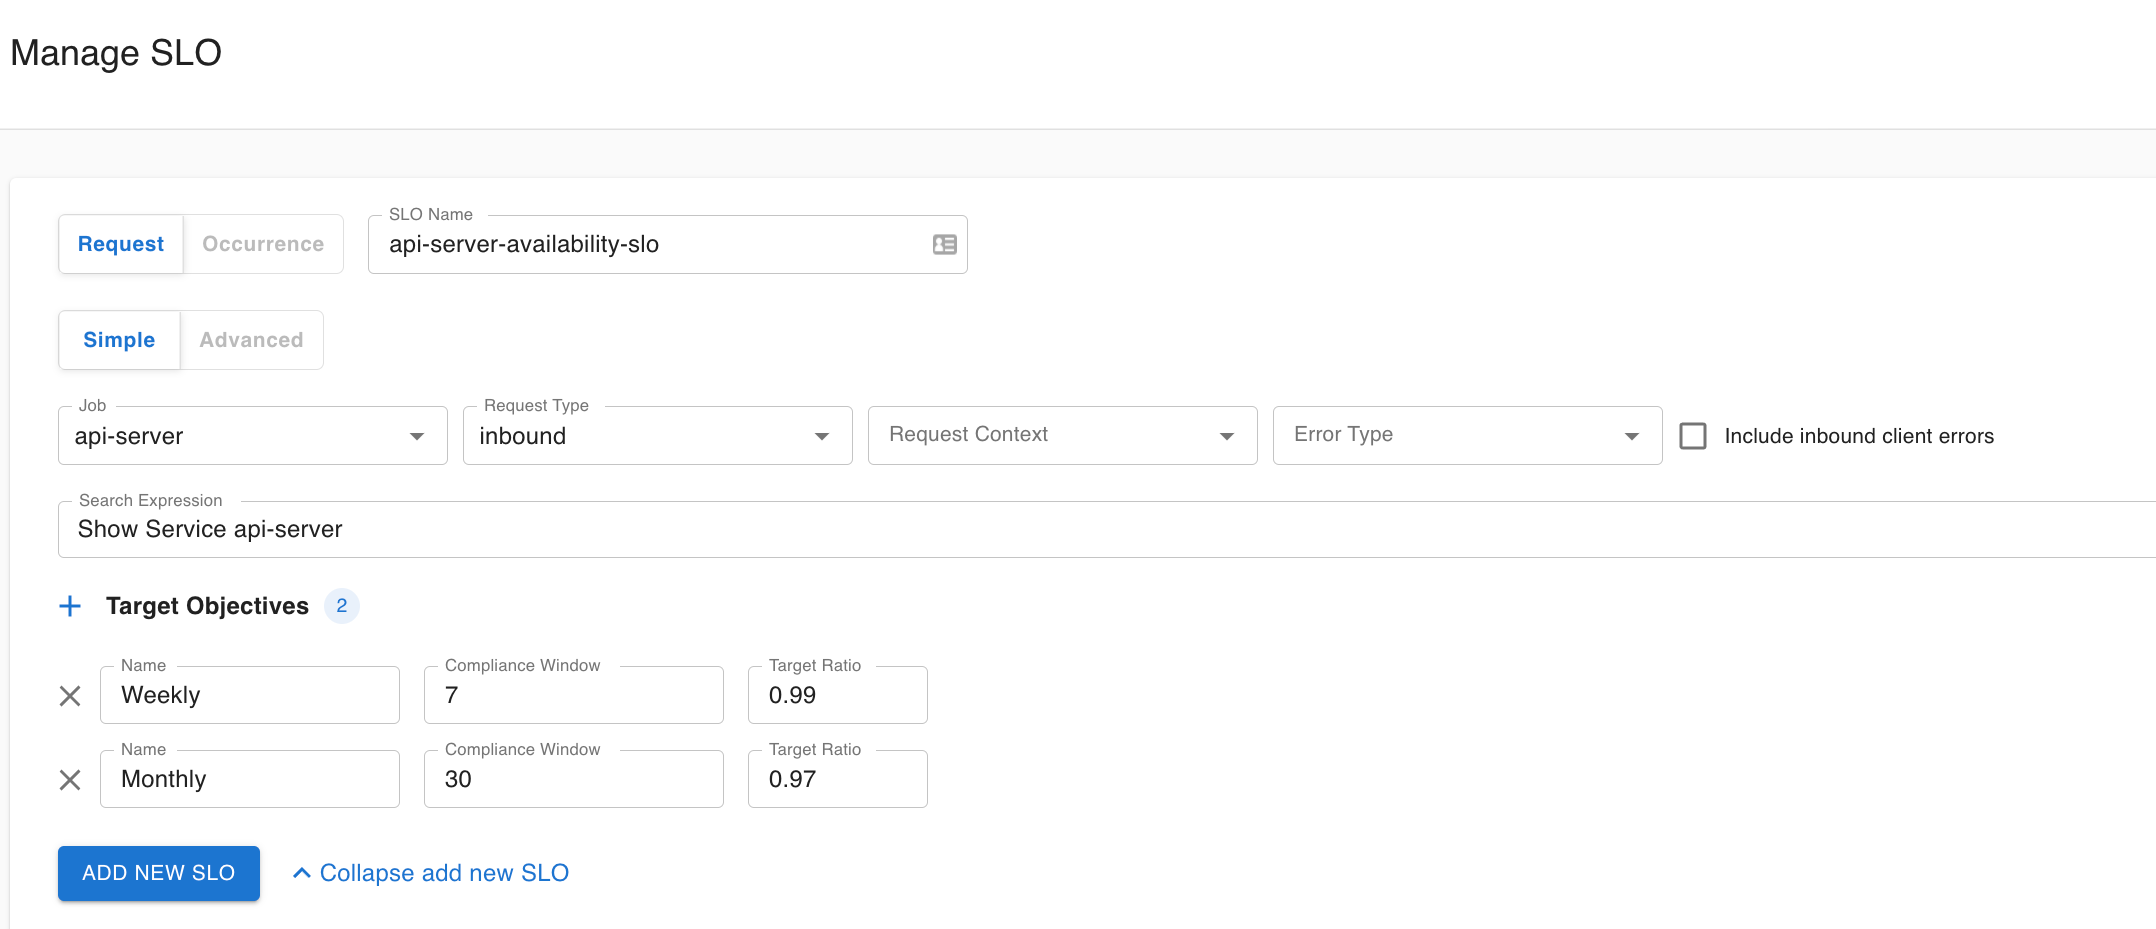 Manage SLO
Request Occurrence
SLO Name
api-server-availability-slo
Simple Advanced
Job
api-server
Request Type
inbound
Request Context
Error Type
Include inbound client errors
Search Expression
Show Service api-server
Target Objectives 2
Name
Weekly
Compliance Window
7
Target Ratio
0.99
Name
Monthly
Compliance Window
30
Target Ratio
0.97
ADD NEW SLO
Collapse add new SLO